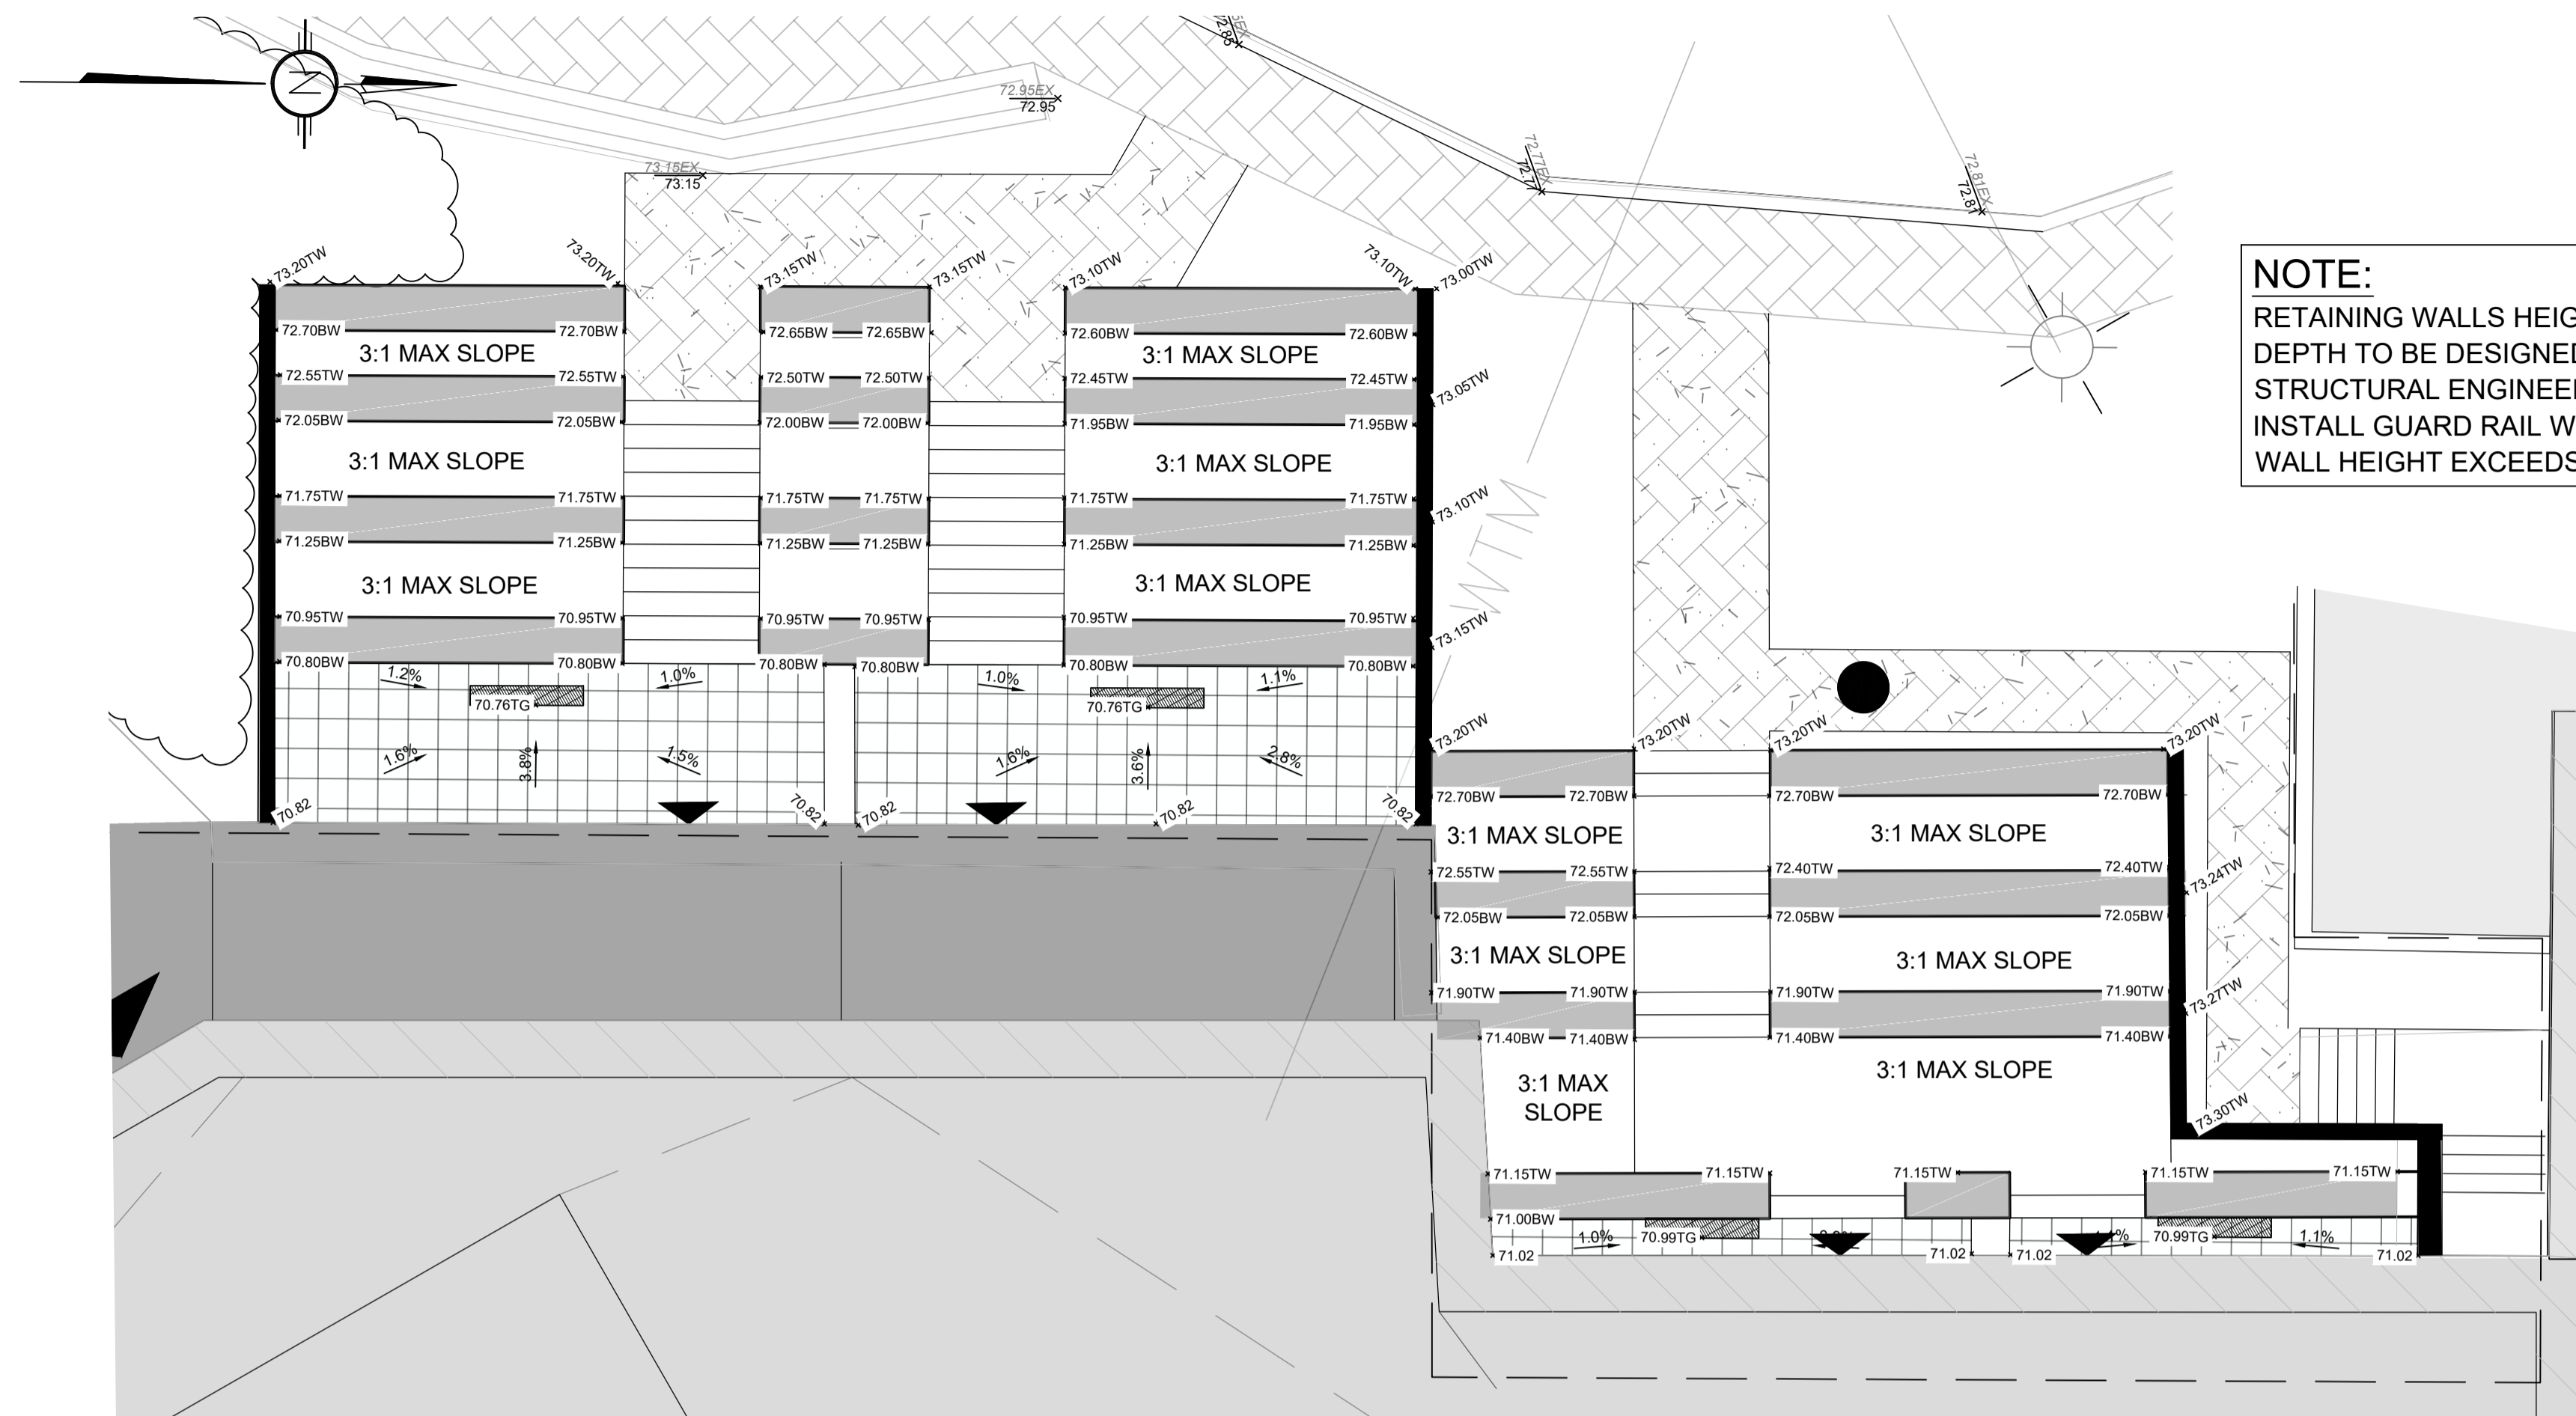 72.95EX
72.95
73.15EX
73.15
72.77EX
72.77
72.81EX
72.81
NOTE:
RETAINING WALLS HEIG
DEPTH TO BE DESIGNED
STRUCTURAL ENGINEE
INSTALL GUARD RAIL W
WALL HEIGHT EXCEEDS
73.20TW 73.20TW 73.15TW 73.15TW 73.10TW 73.10TW 73.00TW
72.70BW 72.70BW 72.65BW 72.65BW 72.60BW 72.60BW
3:1 MAX SLOPE 3:1 MAX SLOPE
72.55TW 72.55TW 72.50TW 72.50TW 72.45TW 72.45TW 73.05TW
72.05BW 72.05BW 72.00BW 72.00BW 71.95BW 71.95BW
3:1 MAX SLOPE 3:1 MAX SLOPE
71.75TW 71.75TW 71.75TW 71.75TW 71.75TW 71.75TW 73.10TW
71.25BW 71.25BW 71.25BW 71.25BW 71.25BW 71.25BW
WTM
3:1 MAX SLOPE 3:1 MAX SLOPE
70.95TW 70.95TW 70.95TW 70.95TW 70.95TW 70.95TW 73.15TW
70.80BW 70.80BW 70.80BW 70.80BW 70.80BW 70.80BW
1.2% 1.0% 1.0% 1.1%
70.76TG 70.76TG
1.6% 3.8% 1.5% 1.6% 3.6% 2.8%
70.82 70.82 70.82 70.82 70.82
73.20TW 73.20TW 73.20TW 73.20TW
72.70BW 72.70BW 72.70BW 72.70BW
3:1 MAX SLOPE 3:1 MAX SLOPE
72.55TW 72.55TW 72.40TW 72.40TW 73.24TW
72.05BW 72.05BW 72.05BW 72.05BW
3:1 MAX SLOPE 3:1 MAX SLOPE
71.90TW 71.90TW 71.90TW 71.90TW 73.27TW
71.40BW 71.40BW 71.40BW 71.40BW
3:1 MAX
SLOPE
3:1 MAX SLOPE
73.30TW
71.15TW 71.15TW 71.15TW 71.15TW 71.15TW
71.00BW
1.0% 70.99TG 70.99TG 1.1%
71.02 71.02 71.02 71.02